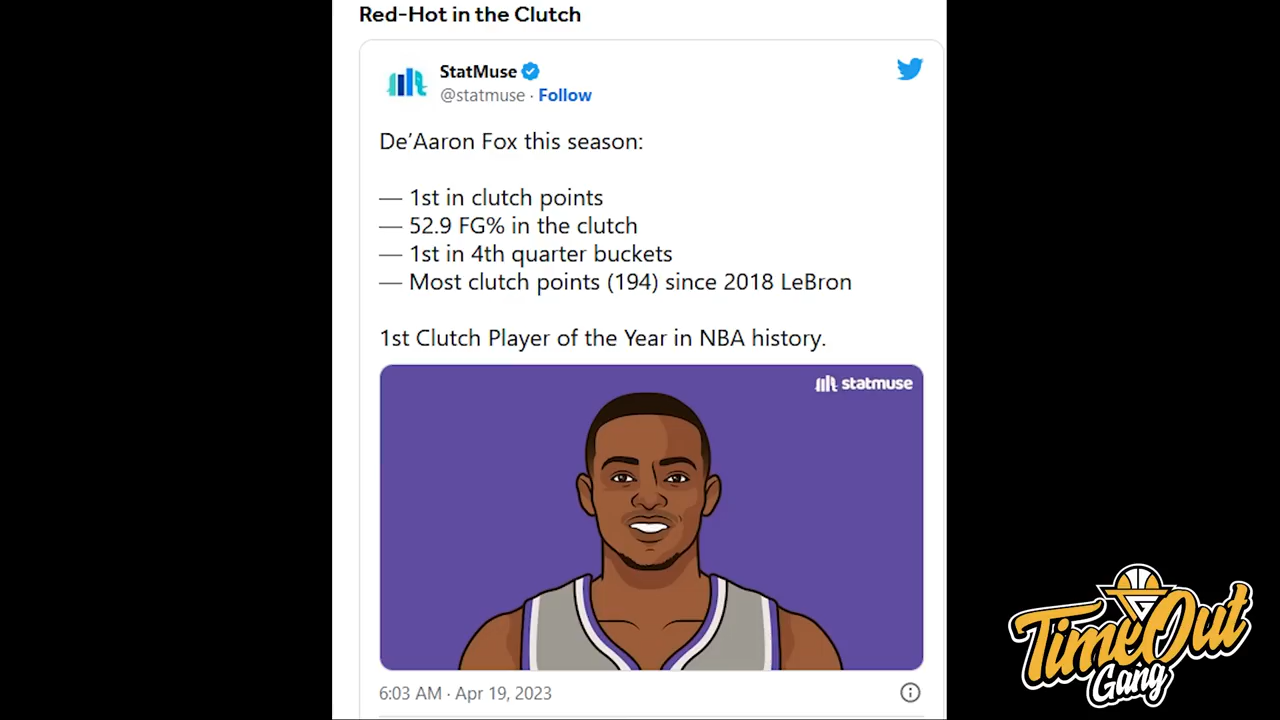 Red-Hot in the Clutch
StatMuse
@statmuse · Follow
De’Aaron Fox this season:
— 1st in clutch points
— 52.9 FG% in the clutch
— 1st in 4th quarter buckets
— Most clutch points (194) since 2018 LeBron
1st Clutch Player of the Year in NBA history.
statmuse
6:03 AM · Apr 19, 2023
TimeOut
Gang